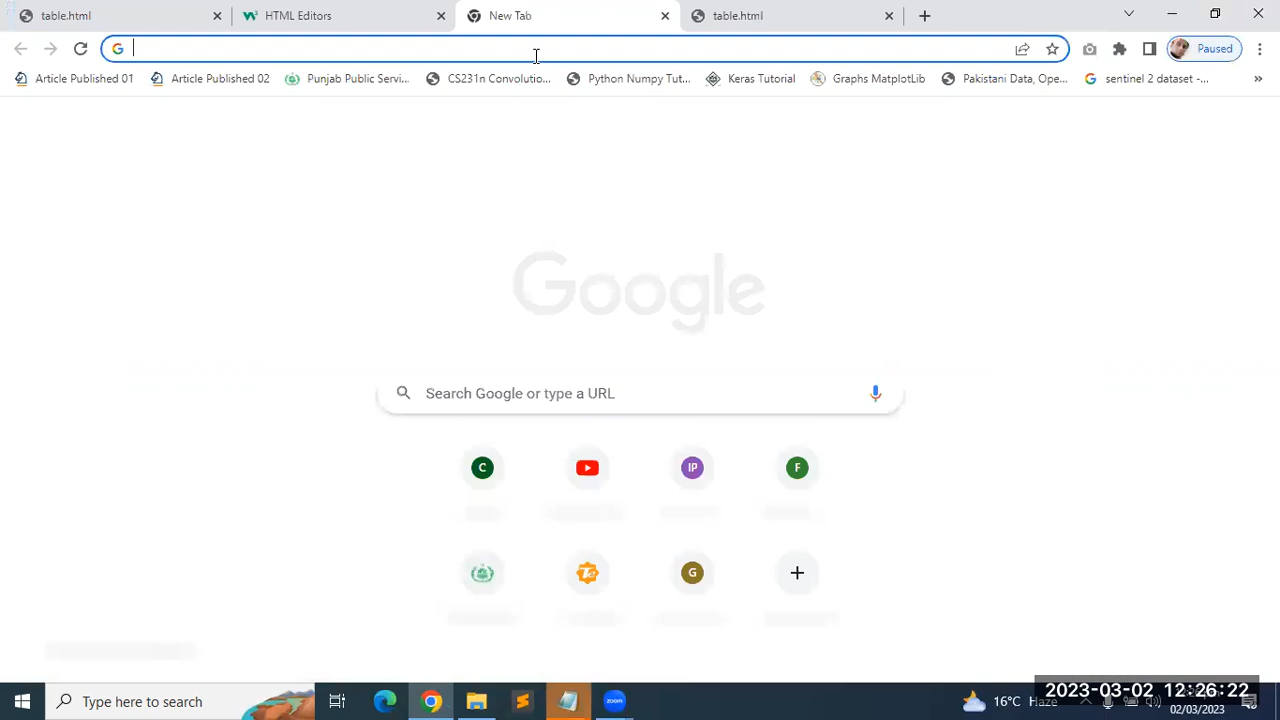 table.html
HTML Editors
New Tab
table.html
Paused
Article Published 01
Article Published 02
Punjab Public Servi...
CS231n Convolutio...
Python Numpy Tut...
Keras Tutorial
Graphs MatplotLib
Pakistani Data, Ope...
sentinel 2 dataset -...
»
Google
Search Google or type a URL
C
IP
F
G
Type here to search
zoom
16°C Haze
2023-03-02 12:26:22
02/03/2023